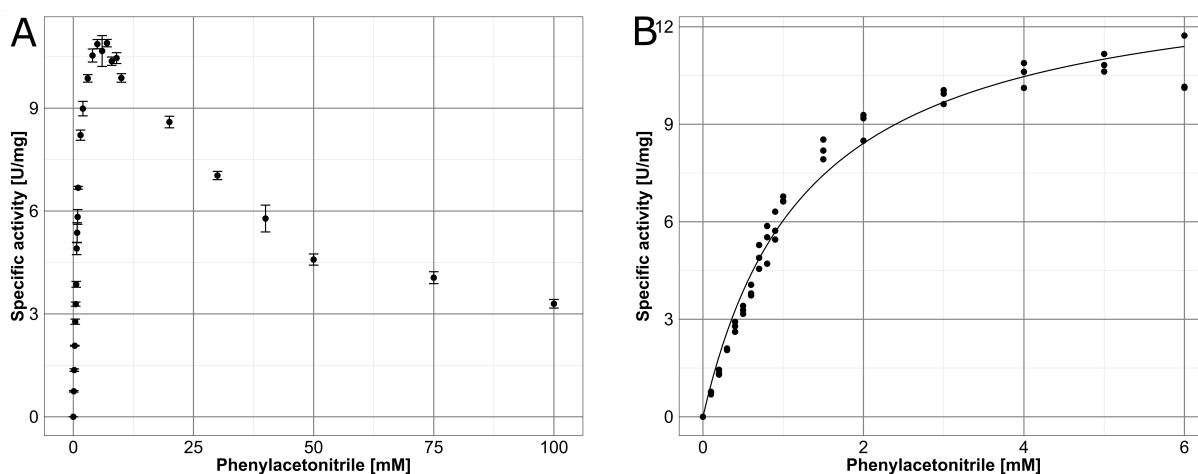 A
Specific activity [U/mg]
9
6
3
0
0 25 50 75 100
Phenylacetonitrile [mM]
B
Specific activity [U/mg]
12
9
6
3
0
0 2 4 6
Phenylacetonitrile [mM]